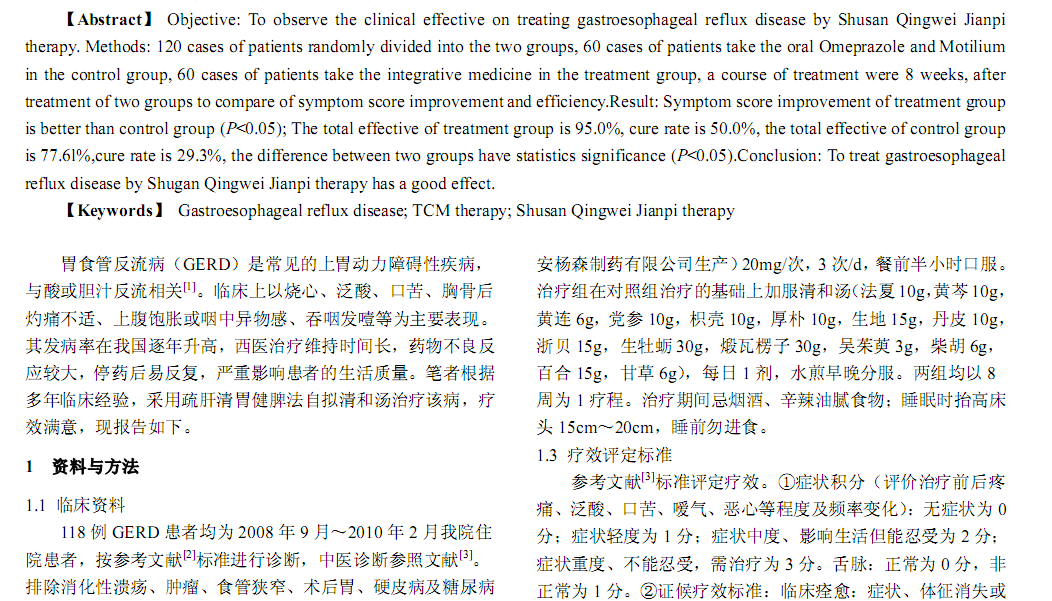 【Abstract】 Objective: To observe the clinical effective on treating gastroesophageal reflux disease by Shusan Qingwei Jianpi
therapy. Methods: 120 cases of patients randomly divided into the two groups, 60 cases of patients take the oral Omeprazole and Motilium
in the control group, 60 cases of patients take the integrative medicine in the treatment group, a course of treatment were 8 weeks, after
treatment of two groups to compare of symptom score improvement and efficiency.Result: Symptom score improvement of treatment group
is better than control group (P<0.05); The total effective of treatment group is 95.0%, cure rate is 50.0%, the total effective of control group
is 77.61%,cure rate is 29.3%, the difference between two groups have statistics significance (P<0.05).Conclusion: To treat gastroesophageal
reflux disease by Shugan Qingwei Jianpi therapy has a good effect.
【Keywords】 Gastroesophageal reflux disease; TCM therapy; Shusan Qingwei Jianpi therapy
胃食管反流病（GERD）是常见的上胃动力障碍性疾病，
与酸或胆汁反流相关[1]。临床上以烧心、泛酸、口苦、胸骨后
灼痛不适、上腹饱胀或咽中异物感、吞咽发噎等为主要表现。
其发病率在我国逐年升高，西医治疗维持时间长，药物不良反
应较大，停药后易反复，严重影响患者的生活质量。笔者根据
多年临床经验，采用疏肝清胃健脾法自拟清和汤治疗该病，疗
效满意，现报告如下。
1 资料与方法
1.1 临床资料
118 例 GERD 患者均为 2008 年 9 月～2010 年 2 月我院住
院患者，按参考文献[2]标准进行诊断，中医诊断参照文献[3]。
排除消化性溃疡、肿瘤、食管狭窄、术后胃、硬皮病及糖尿病
安杨森制药有限公司生产）20mg/次，3 次/d，餐前半小时口服。
治疗组在对照组治疗的基础上加服清和汤（法夏 10g，黄芩 10g，
黄连 6g，党参 10g，枳壳 10g，厚朴 10g，生地 15g，丹皮 10g，
浙贝 15g，生牡蛎 30g，煅瓦楞子 30g，吴茱萸 3g，柴胡 6g，
百合 15g，甘草 6g），每日 1 剂，水煎早晚分服。两组均以 8
周为 1 疗程。治疗期间忌烟酒、辛辣油腻食物；睡眠时抬高床
头 15cm～20cm，睡前勿进食。
1.3 疗效评定标准
参考文献[3]标准评定疗效。①症状积分（评价治疗前后疼
痛、泛酸、口苦、嗳气、恶心等程度及频率变化）：无症状为 0
分；症状轻度为 1 分；症状中度、影响生活但能忍受为 2 分；
症状重度、不能忍受，需治疗为 3 分。舌脉：正常为 0 分，非
正常为 1 分。②证候疗效标准：临床痊愈：症状、体征消失或